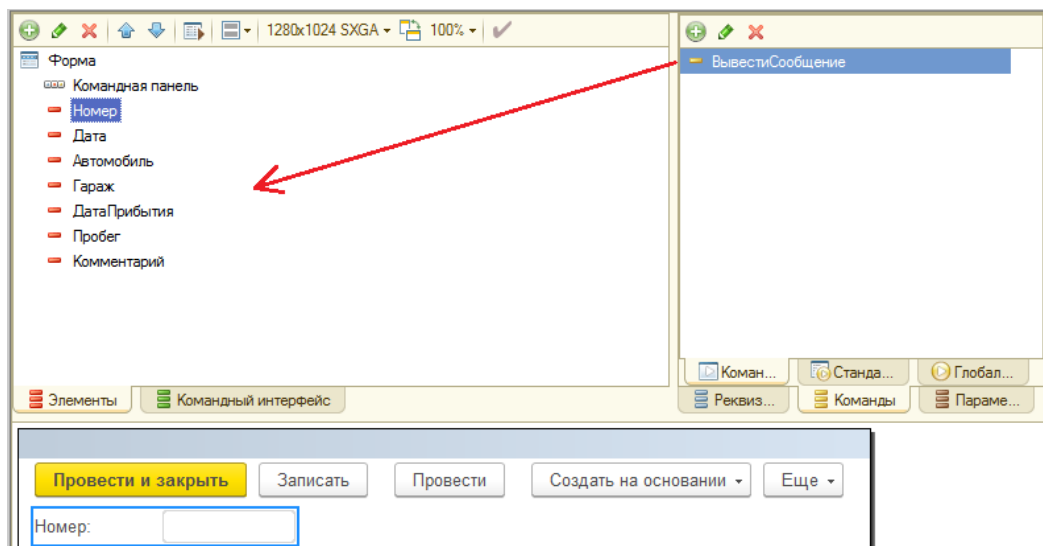 1280x1024 SXGA 100%
Форма
Командная панель
Номер
Дата
Автомобиль
Гараж
ДатаПрибытия
Пробег
Комментарий
Элементы Командный интерфейс
ВывестиСообщение
Коман... Станда... Глобал...
Реквиз... Команды Параме...
Провести и закрыть Записать Провести Создать на основании Еще
Номер: